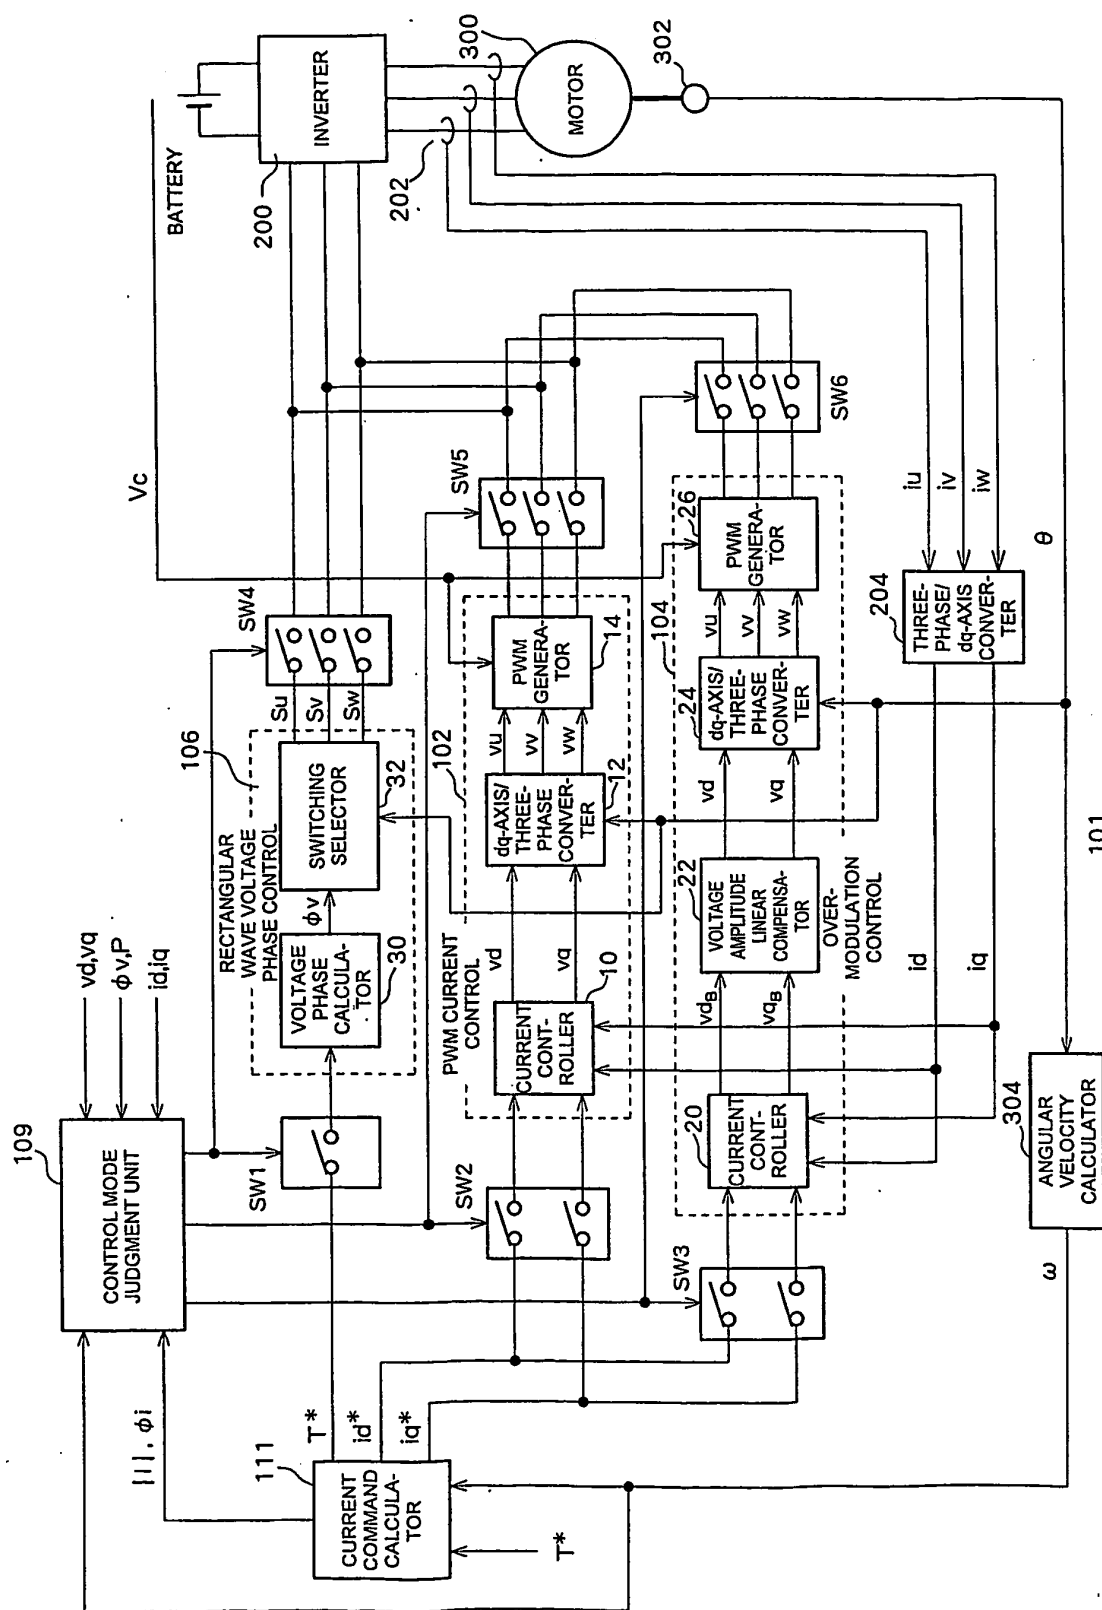 109
CONTROL MODE
JUDGMENT UNIT
vd,vq
ϕv,P
id,iq
|I|, ϕi
111
CURRENT
COMMAND
CALCULA-
TOR
T*
T*
id*
iq*
SW1
SW2
SW3
106
RECTANGULAR
WAVE VOLTAGE
PHASE CONTROL
VOLTAGE
PHASE
CALCULA-
TOR
30
ϕv
SWITCHING
SELECTOR
32
Su
Sv
Sw
SW4
Vc
BATTERY
200
INVERTER
202
300
MOTOR
302
102
PWM CURRENT
CONTROL
CURRENT
CONT-
ROLLER
10
vd
vq
dq-AXIS/
THREE-
PHASE
CONVER-
TER
12
vu
vv
vw
PWM
GENERA-
TOR
14
SW5
104
20
CURRENT
CONT-
ROLLER
vdB
vqB
22
VOLTAGE
AMPLITUDE
LINEAR
COMPENSA-
TOR
OVER-
MODULATION
CONTROL
vd
vq
24
dq-AXIS/
THREE-
PHASE
CONVER-
TER
vu
vv
vw
26
PWM
GENERA-
TOR
SW6
iu
iv
iw
204
THREE-
PHASE/
dq-AXIS
CONVER-
TER
id
iq
θ
304
ANGULAR
VELOCITY
CALCULATOR
ω
101